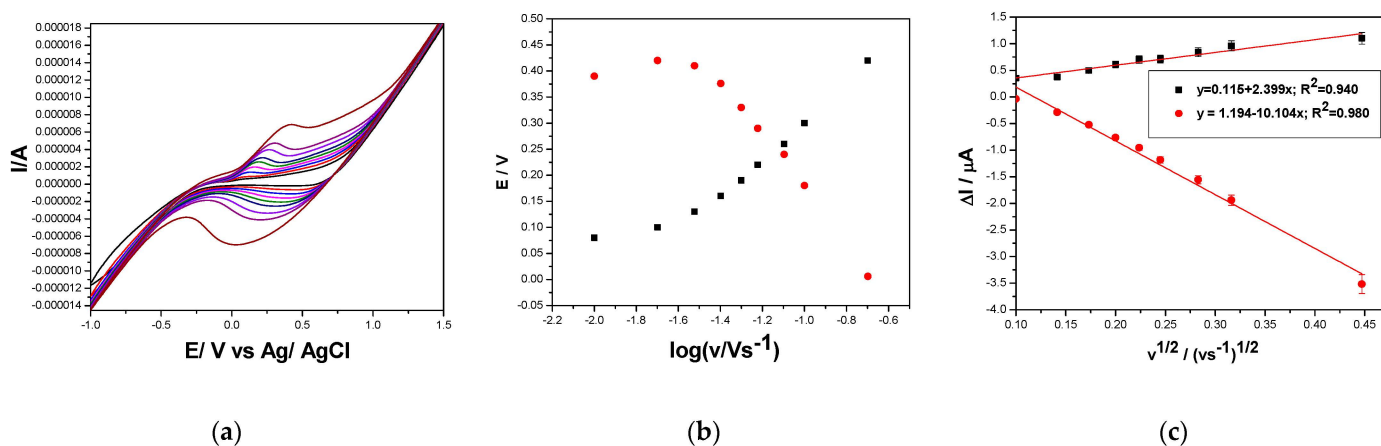 0.000018
0.000016
0.000014
0.000012
0.000010
0.000008
0.000006
0.000004
0.000002
0.000000
-0.000002
-0.000004
-0.000006
-0.000008
-0.000010
-0.000012
-0.000014
I/A
-1.0 -0.5 0.0 0.5 1.0 1.5
E/ V vs Ag/ AgCl
(a)
0.50
0.45
0.40
0.35
0.30
0.25
0.20
0.15
0.10
0.05
0.00
-0.05
E / V
-2.2 -2.0 -1.8 -1.6 -1.4 -1.2 -1.0 -0.8 -0.6
log(v/Vs⁻¹)
(b)
1.5
1.0
0.5
0.0
-0.5
-1.0
-1.5
-2.0
-2.5
-3.0
-3.5
-4.0
ΔI / μA
y=0.115+2.399x; R²=0.940
y = 1.194-10.104x; R²=0.980
0.10 0.15 0.20 0.25 0.30 0.35 0.40 0.45
v^1/2 / (vs⁻¹)^1/2
(c)